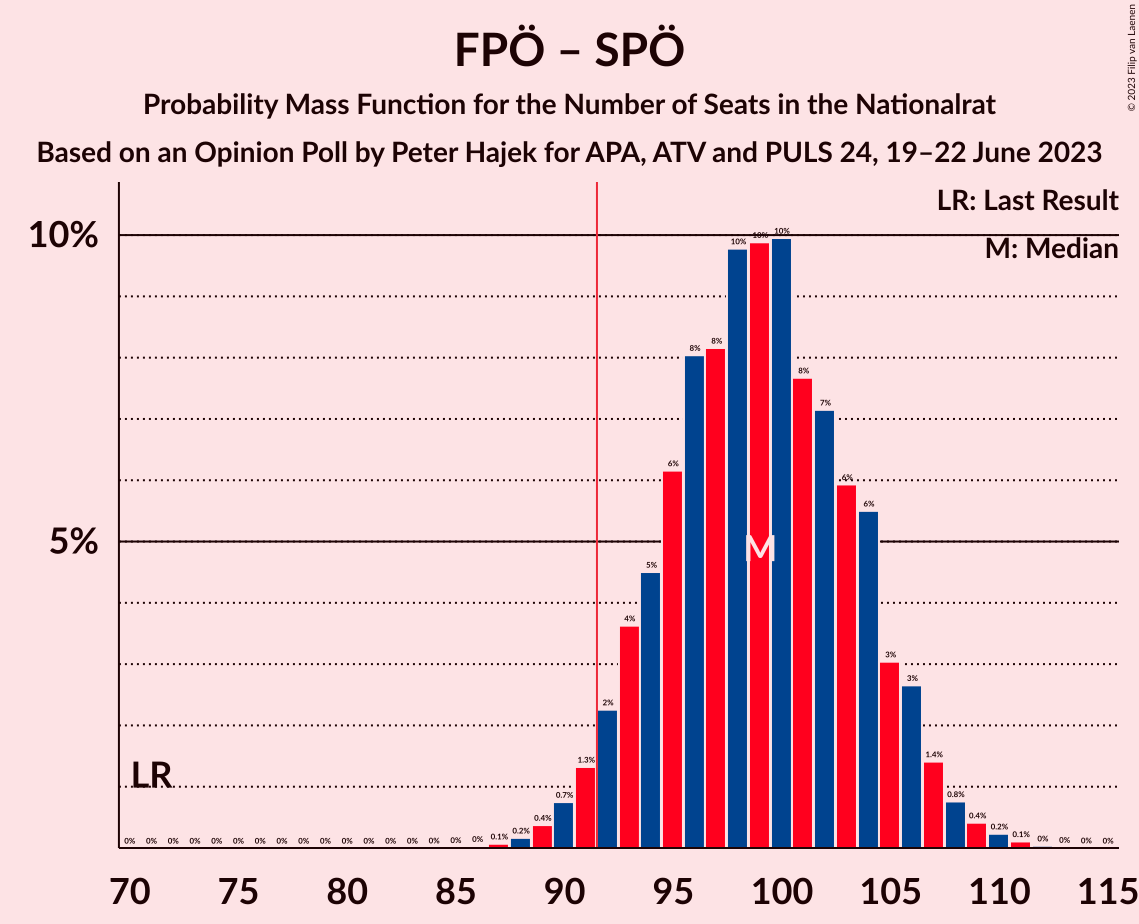 FPÖ – SPÖ
Probability Mass Function for the Number of Seats in the Nationalrat
Based on an Opinion Poll by Peter Hajek for APA, ATV and PULS 24, 19–22 June 2023
© 2023 Filip van Laenen
LR: Last Result
M: Median
10%
5%
10% 10% 10%
8% 8% 8%
7%
6% 6% 6%
5%
M
4%
3% 3%
2%
1.3% 1.4%
LR
0.7% 0.8%
0.4% 0.4%
0% 0% 0% 0% 0% 0% 0% 0% 0% 0% 0% 0% 0% 0% 0% 0% 0% 0.1% 0.2% 0.2% 0.1% 0% 0% 0% 0%
70 75 80 85 90 95 100 105 110 115